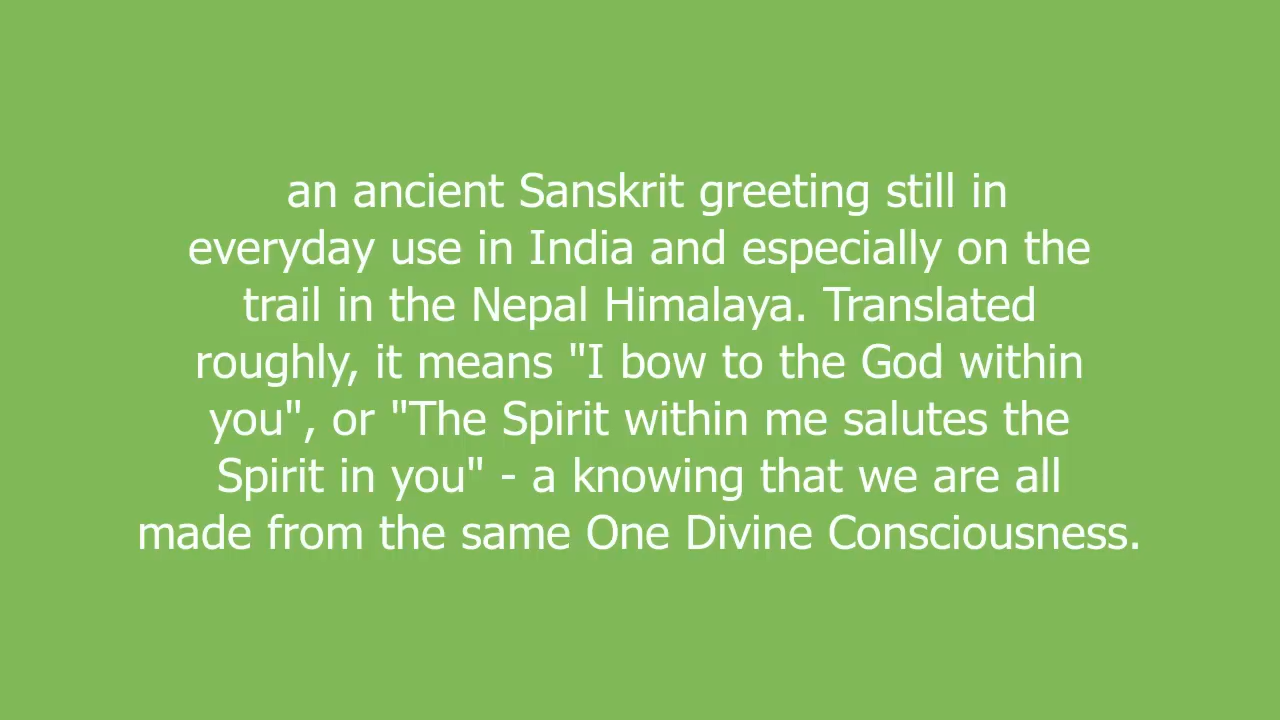 an ancient Sanskrit greeting still in
everyday use in India and especially on the
trail in the Nepal Himalaya. Translated
roughly, it means "I bow to the God within
you", or "The Spirit within me salutes the
Spirit in you" - a knowing that we are all
made from the same One Divine Consciousness.